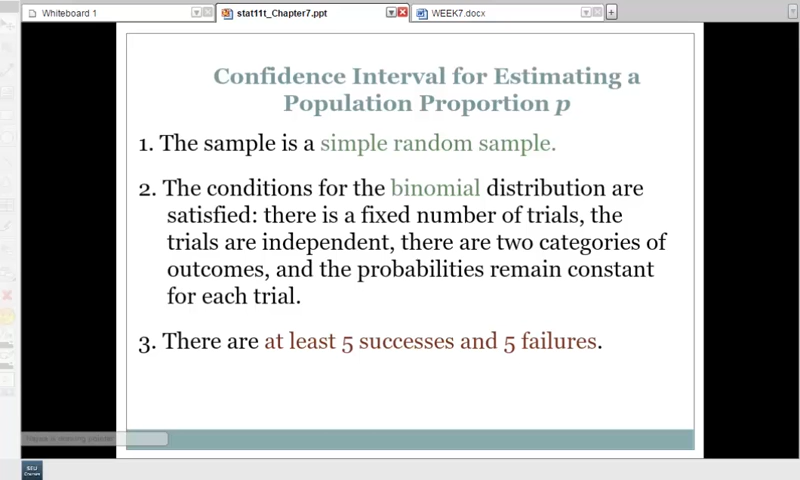 Whiteboard 1
stat11t_Chapter7.ppt
WEEK7.docx
Confidence Interval for Estimating a
Population Proportion p
1. The sample is a simple random sample.
2. The conditions for the binomial distribution are
satisfied: there is a fixed number of trials, the
trials are independent, there are two categories of
outcomes, and the probabilities remain constant
for each trial.
3. There are at least 5 successes and 5 failures.